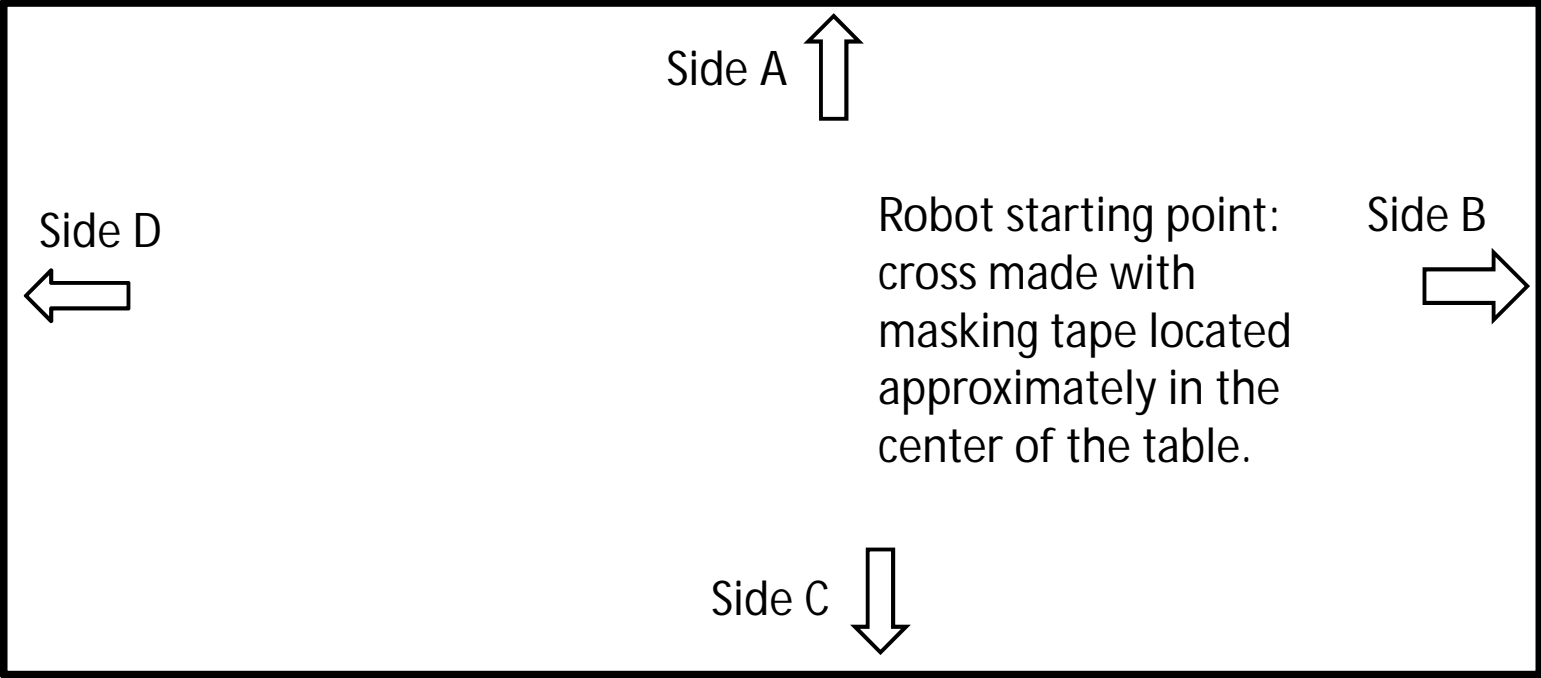 Side A
Side D
Robot starting point:
cross made with
masking tape located
approximately in the
center of the table.
Side B
Side C